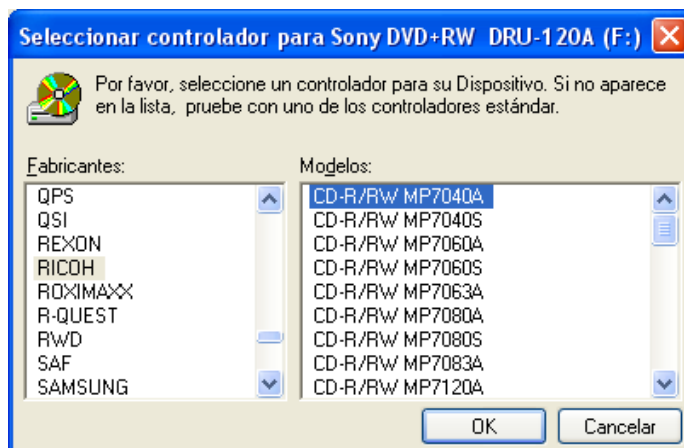 Seleccionar controlador para Sony DVD+RW DRU-120A (F:)
Por favor, seleccione un controlador para su Dispositivo. Si no aparece
en la lista, pruebe con uno de los controladores estándar.
Fabricantes:
QPS
QSI
REXON
RICOH
ROXIMAXX
R-QUEST
RWD
SAF
SAMSUNG
Modelos:
CD-R/RW MP7040A
CD-R/RW MP7040S
CD-R/RW MP7060A
CD-R/RW MP7060S
CD-R/RW MP7063A
CD-R/RW MP7080A
CD-R/RW MP7080S
CD-R/RW MP7083A
CD-R/RW MP7120A
OK
Cancelar